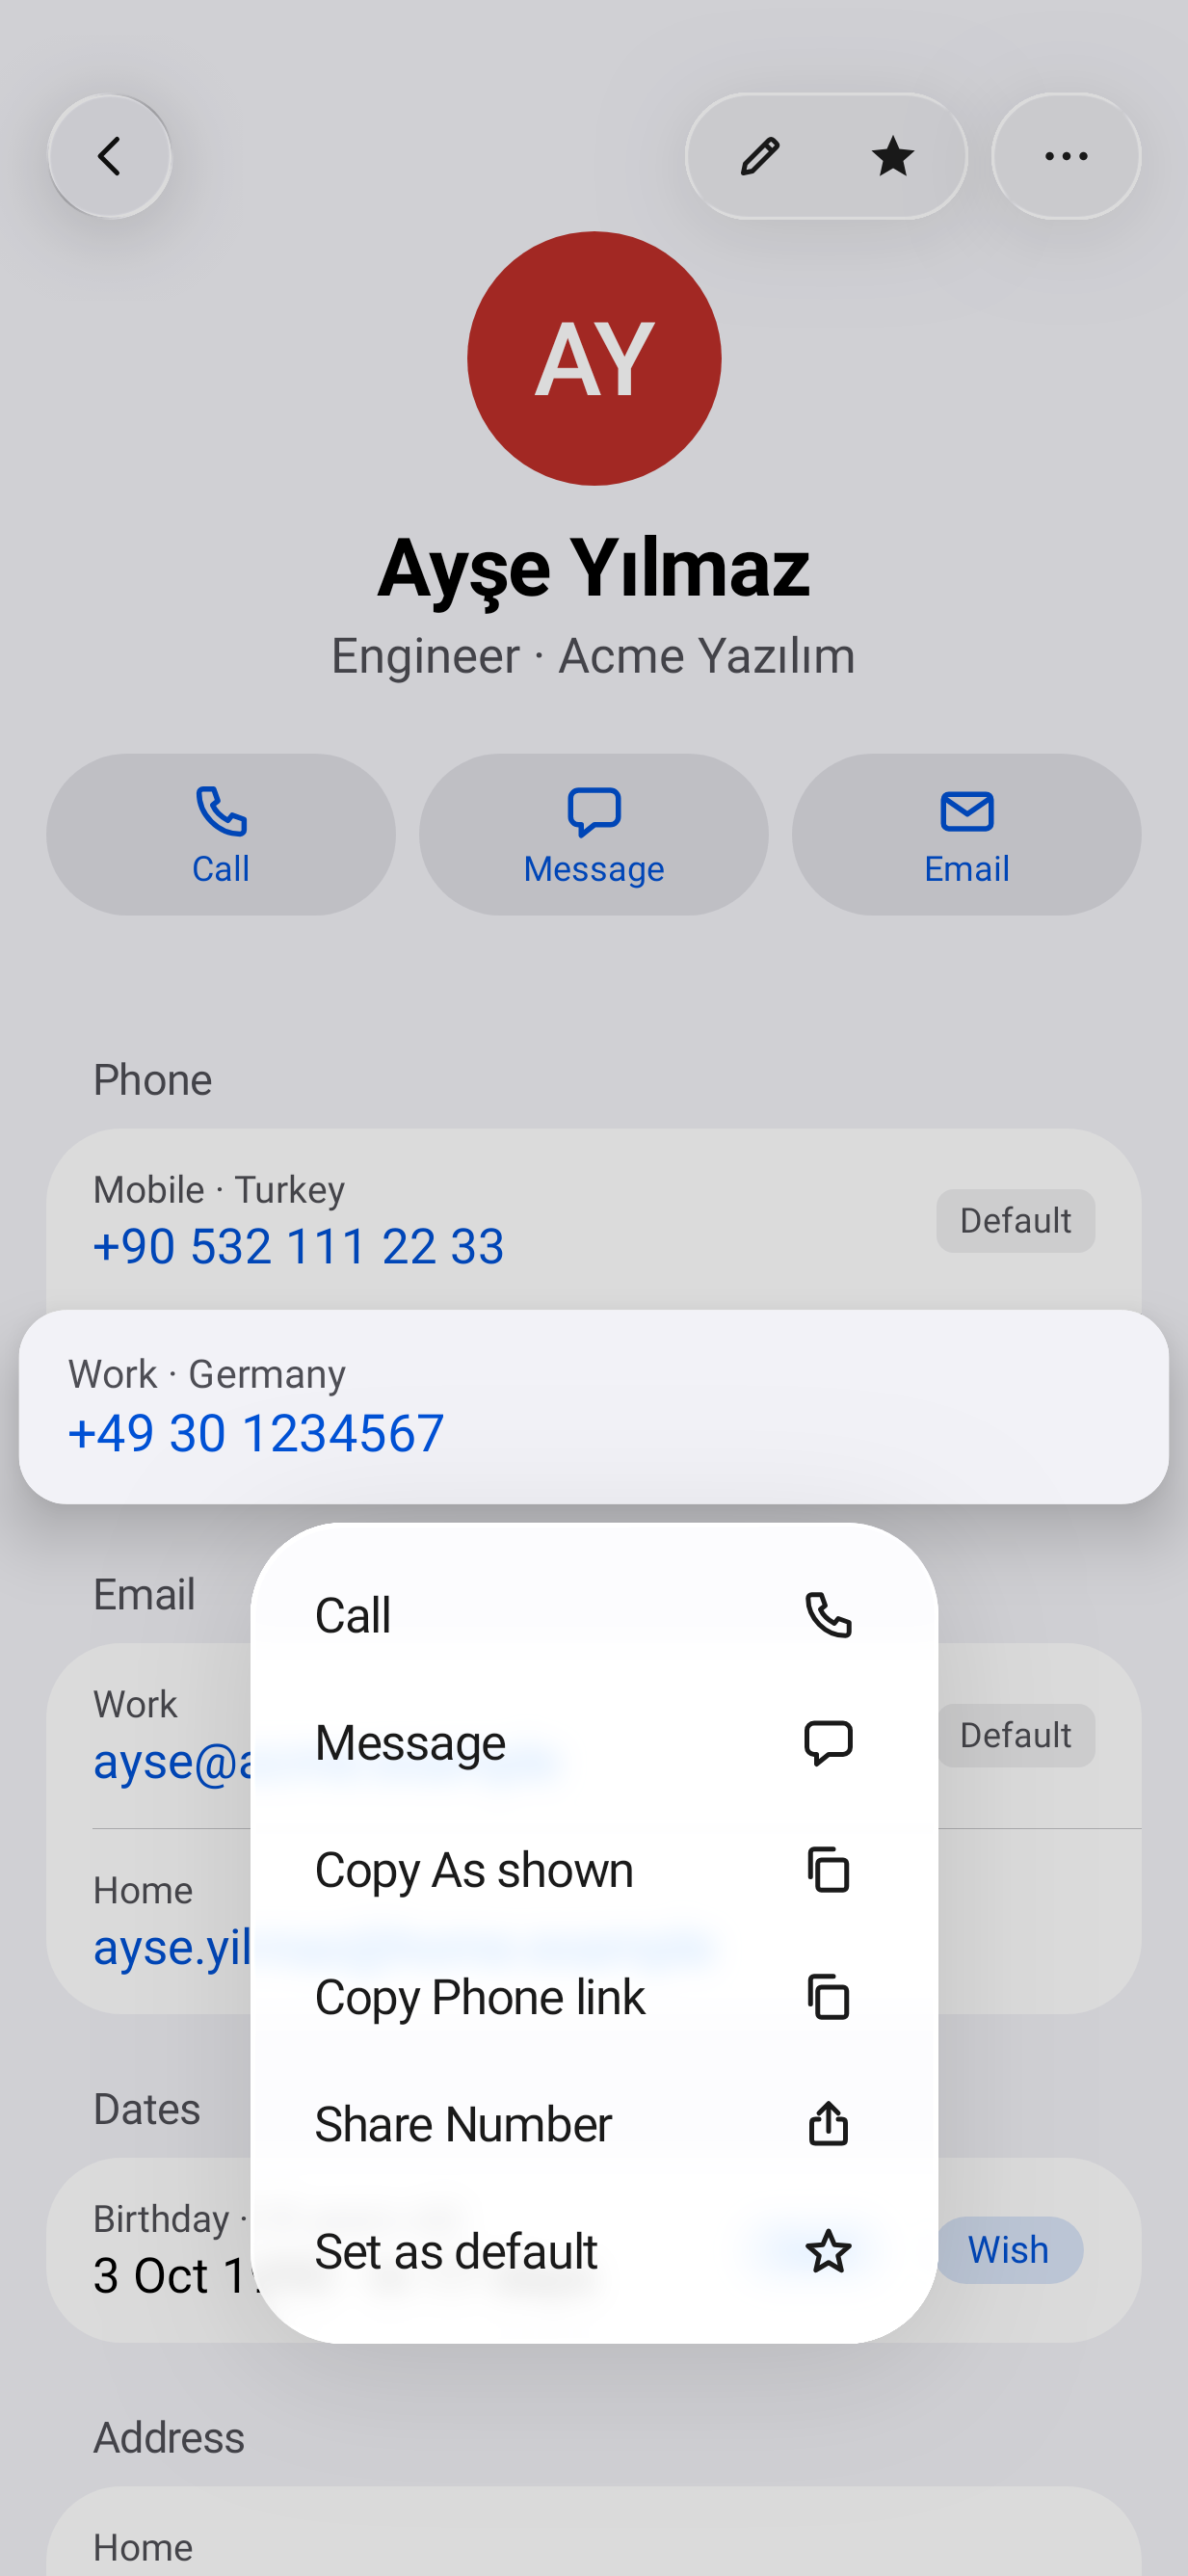 AY
Ayşe Yılmaz
Engineer · Acme Yazılım
Call
Message
Email
Phone
Mobile · Turkey
+90 532 111 22 33
Default
Work · Germany
+49 30 1234567
Call
Message
Copy As shown
Copy Phone link
Share Number
Set as default
Email
Work
Default
Home
Dates
Birthday ·
3 Oct
Wish
Address
Home